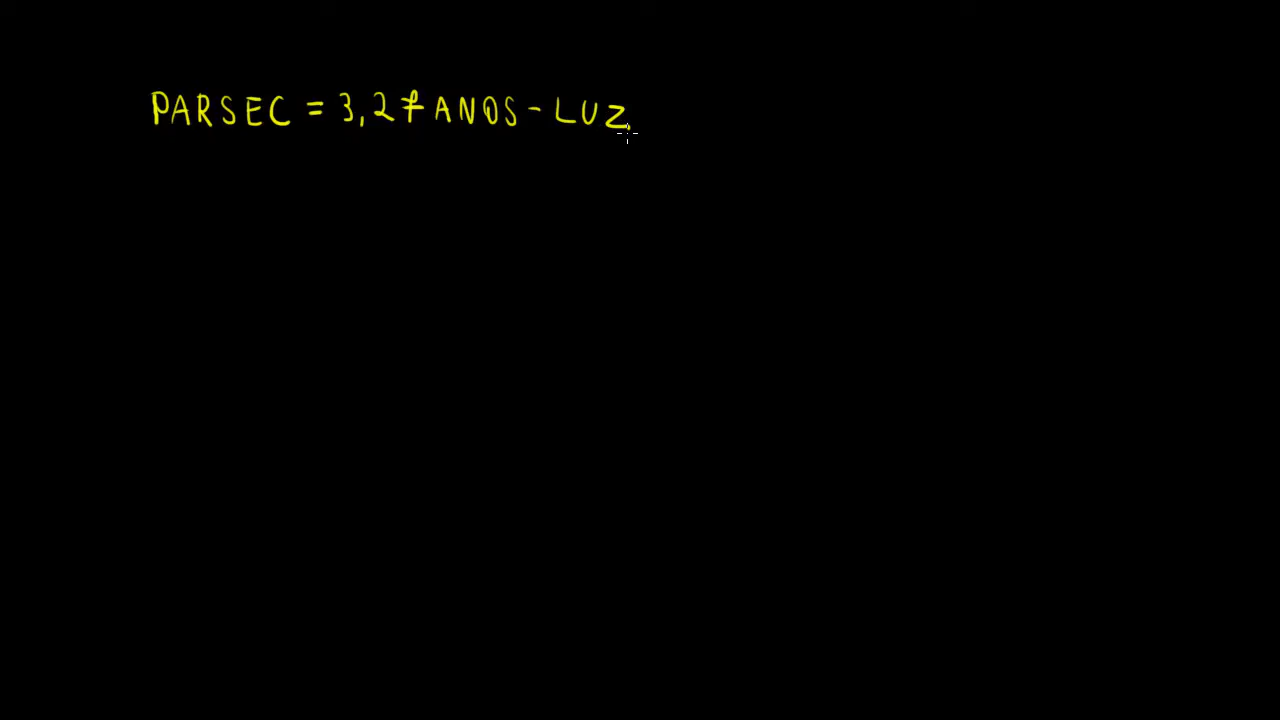 PARSEC = 3,27 ANOS-LUZ